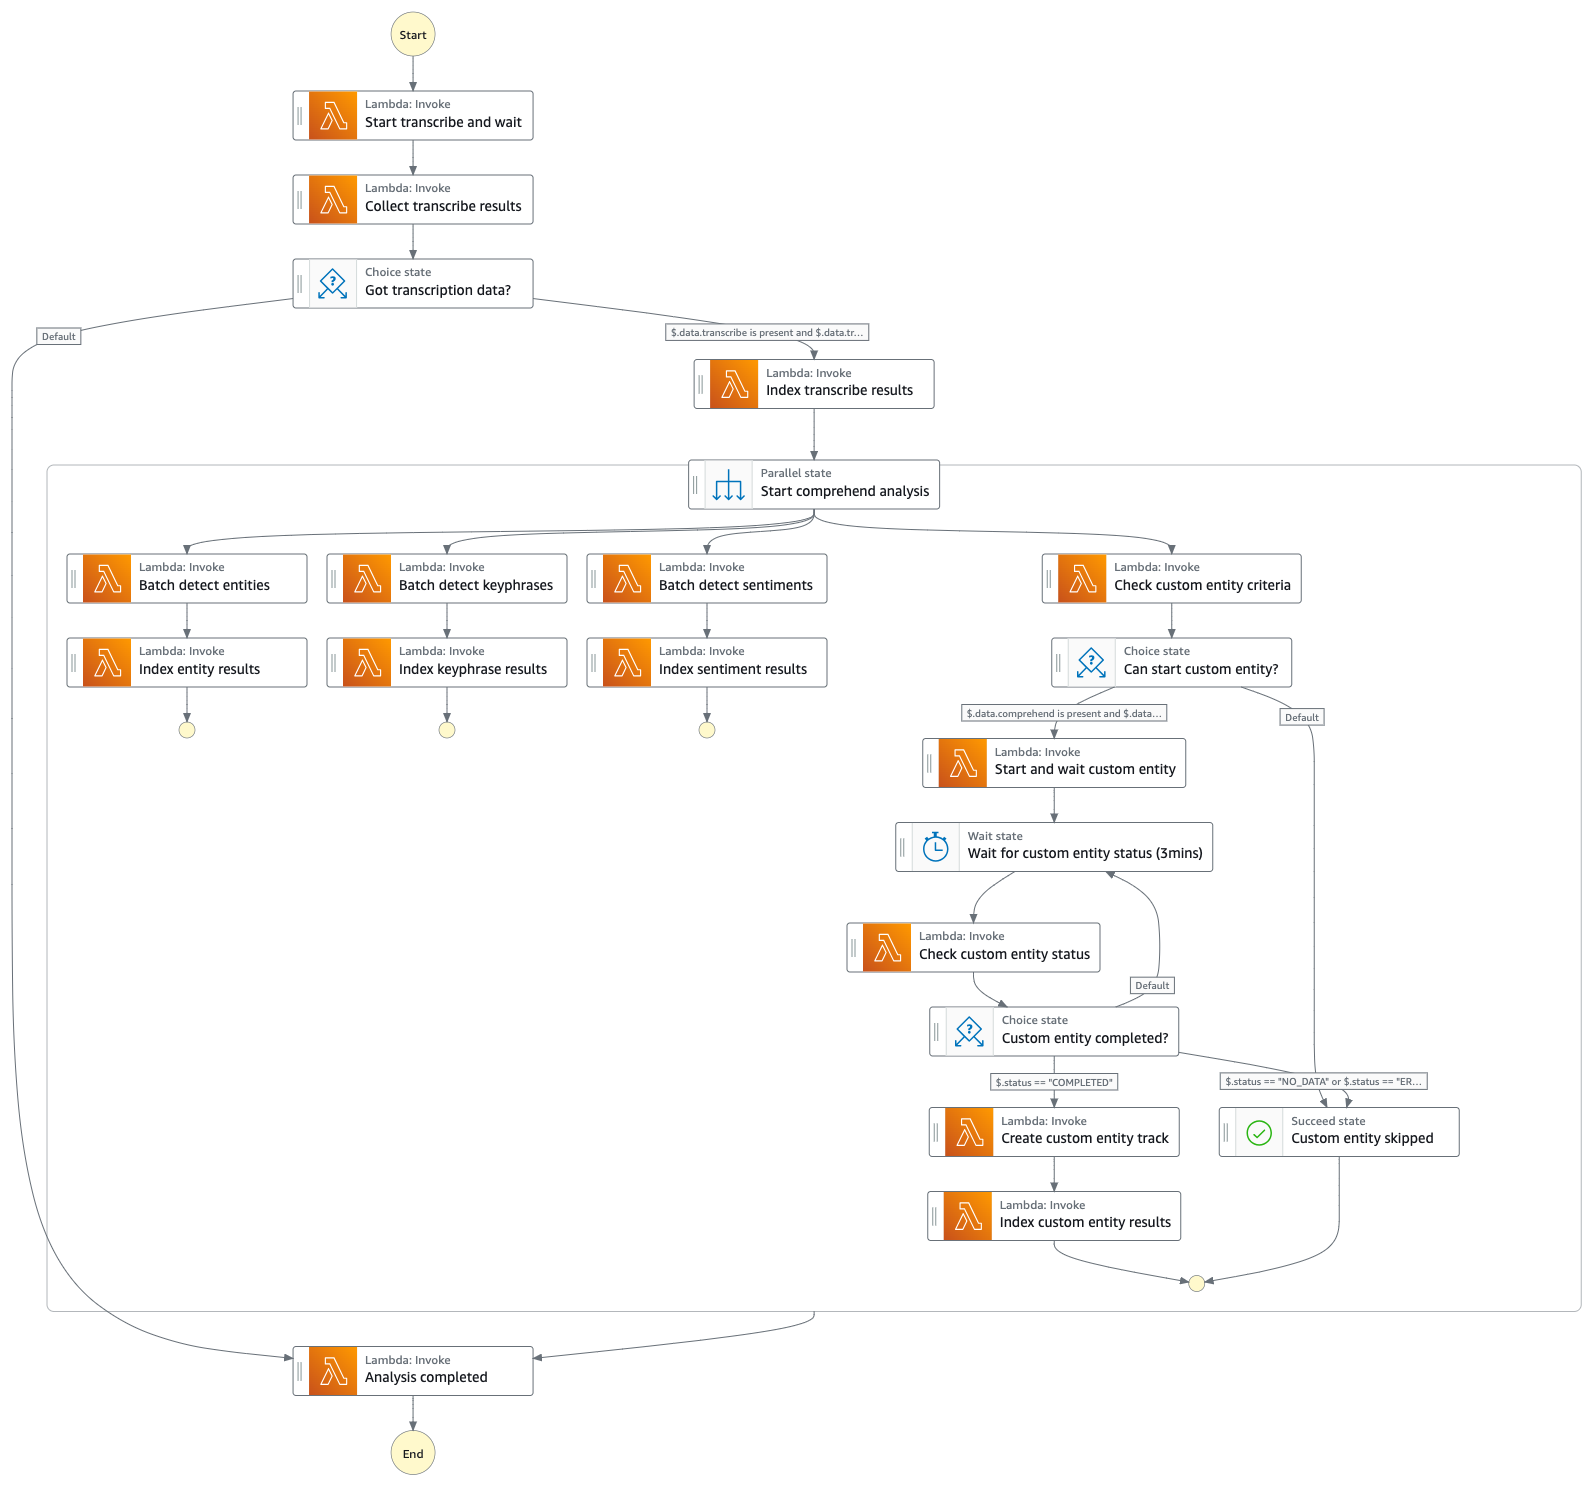 Start
Lambda: Invoke
Start transcribe and wait
Lambda: Invoke
Collect transcribe results
Choice state
Got transcription data?
Default
$.data.transcribe is present and $.data.tr...
Lambda: Invoke
Index transcribe results
Parallel state
Start comprehend analysis
Lambda: Invoke
Batch detect entities
Lambda: Invoke
Batch detect keyphrases
Lambda: Invoke
Batch detect sentiments
Lambda: Invoke
Check custom entity criteria
Lambda: Invoke
Index entity results
Lambda: Invoke
Index keyphrase results
Lambda: Invoke
Index sentiment results
Choice state
Can start custom entity?
$.data.comprehend is present and $.data...
Default
Lambda: Invoke
Start and wait custom entity
Wait state
Wait for custom entity status (3mins)
Lambda: Invoke
Check custom entity status
Default
Choice state
Custom entity completed?
$.status == "COMPLETED"
$.status == "NO_DATA" or $.status == "ER...
Lambda: Invoke
Create custom entity track
Succeed state
Custom entity skipped
Lambda: Invoke
Index custom entity results
Lambda: Invoke
Analysis completed
End